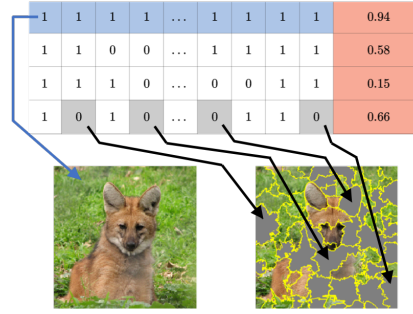 1 1 1 1 ... 1 1 1 1 0.94
1 1 0 0 ... 1 1 1 1 0.58
1 1 1 0 ... 0 0 1 1 0.15
1 0 1 0 ... 0 1 1 0 0.66